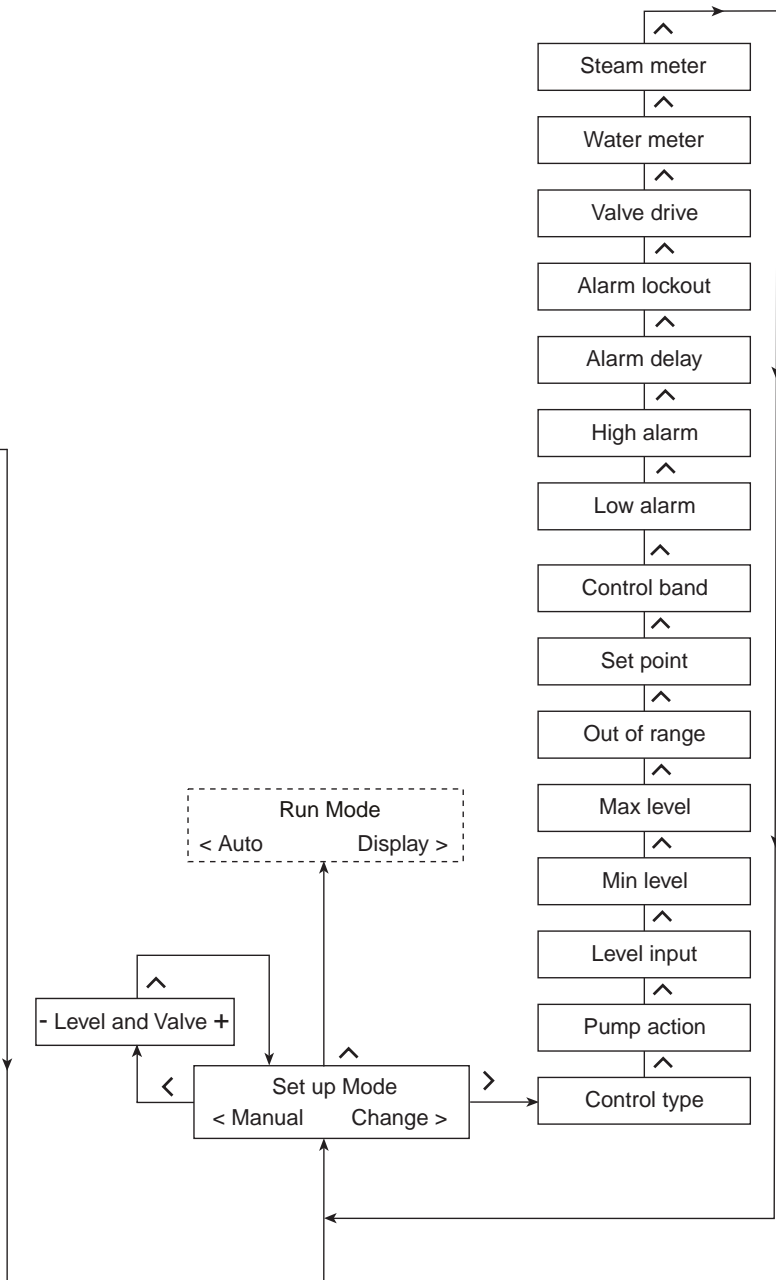 Steam meter
Water meter
Valve drive
Alarm lockout
Alarm delay
High alarm
Low alarm
Control band
Set point
Out of range
Max level
Min level
Level input
Pump action
Control type
Run Mode
< Auto Display >
- Level and Valve +
Set up Mode
< Manual Change >